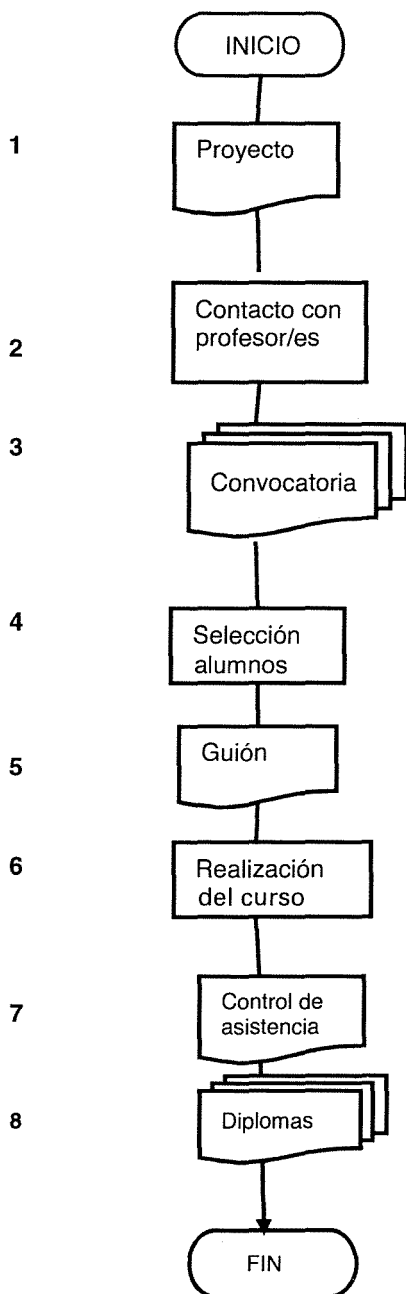 INICIO
1
Proyecto
2
Contacto con
profesor/es
3
Convocatoria
4
Selección
alumnos
5
Guión
6
Realización
del curso
7
Control de
asistencia
8
Diplomas
FIN